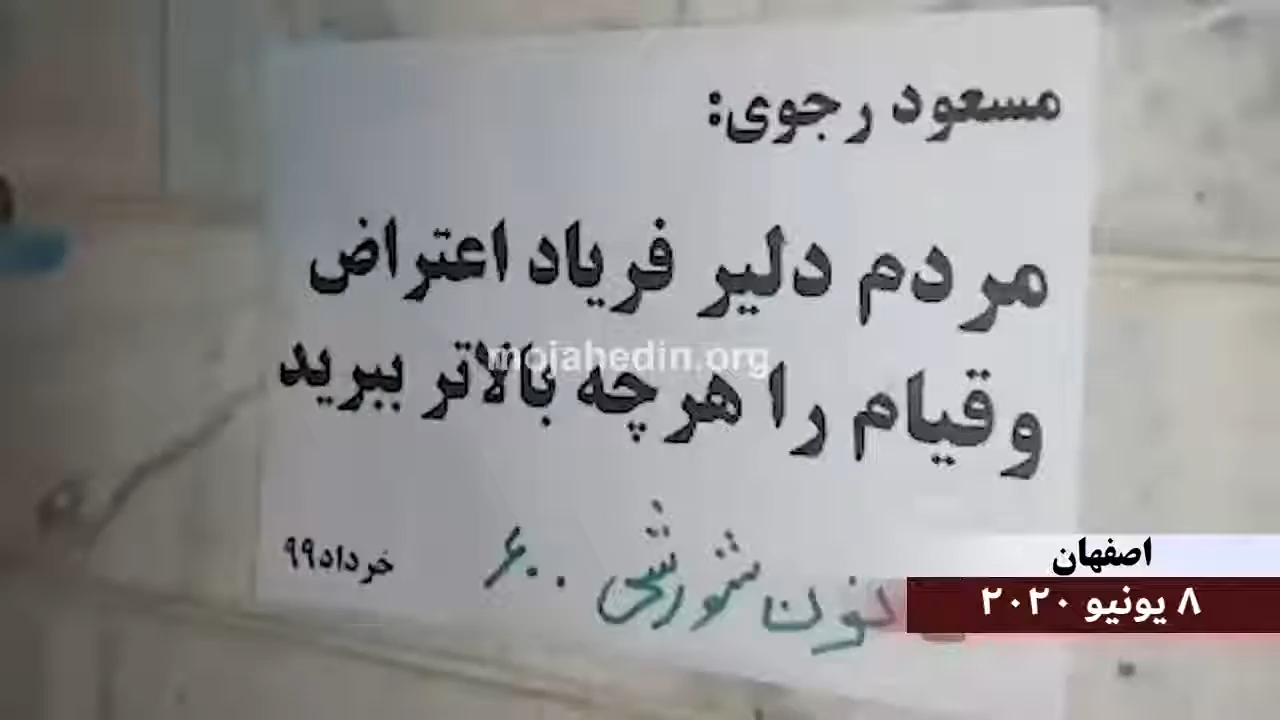 مسعود رجوی:
مردم دلیر فریاد اعتراض
وقیام را هرچه بالاتر ببرید
mojahedin.org
خرداد۹۹
شورشی ۶۰۰
اصفهان
۸ یونیو ۲۰۲۰